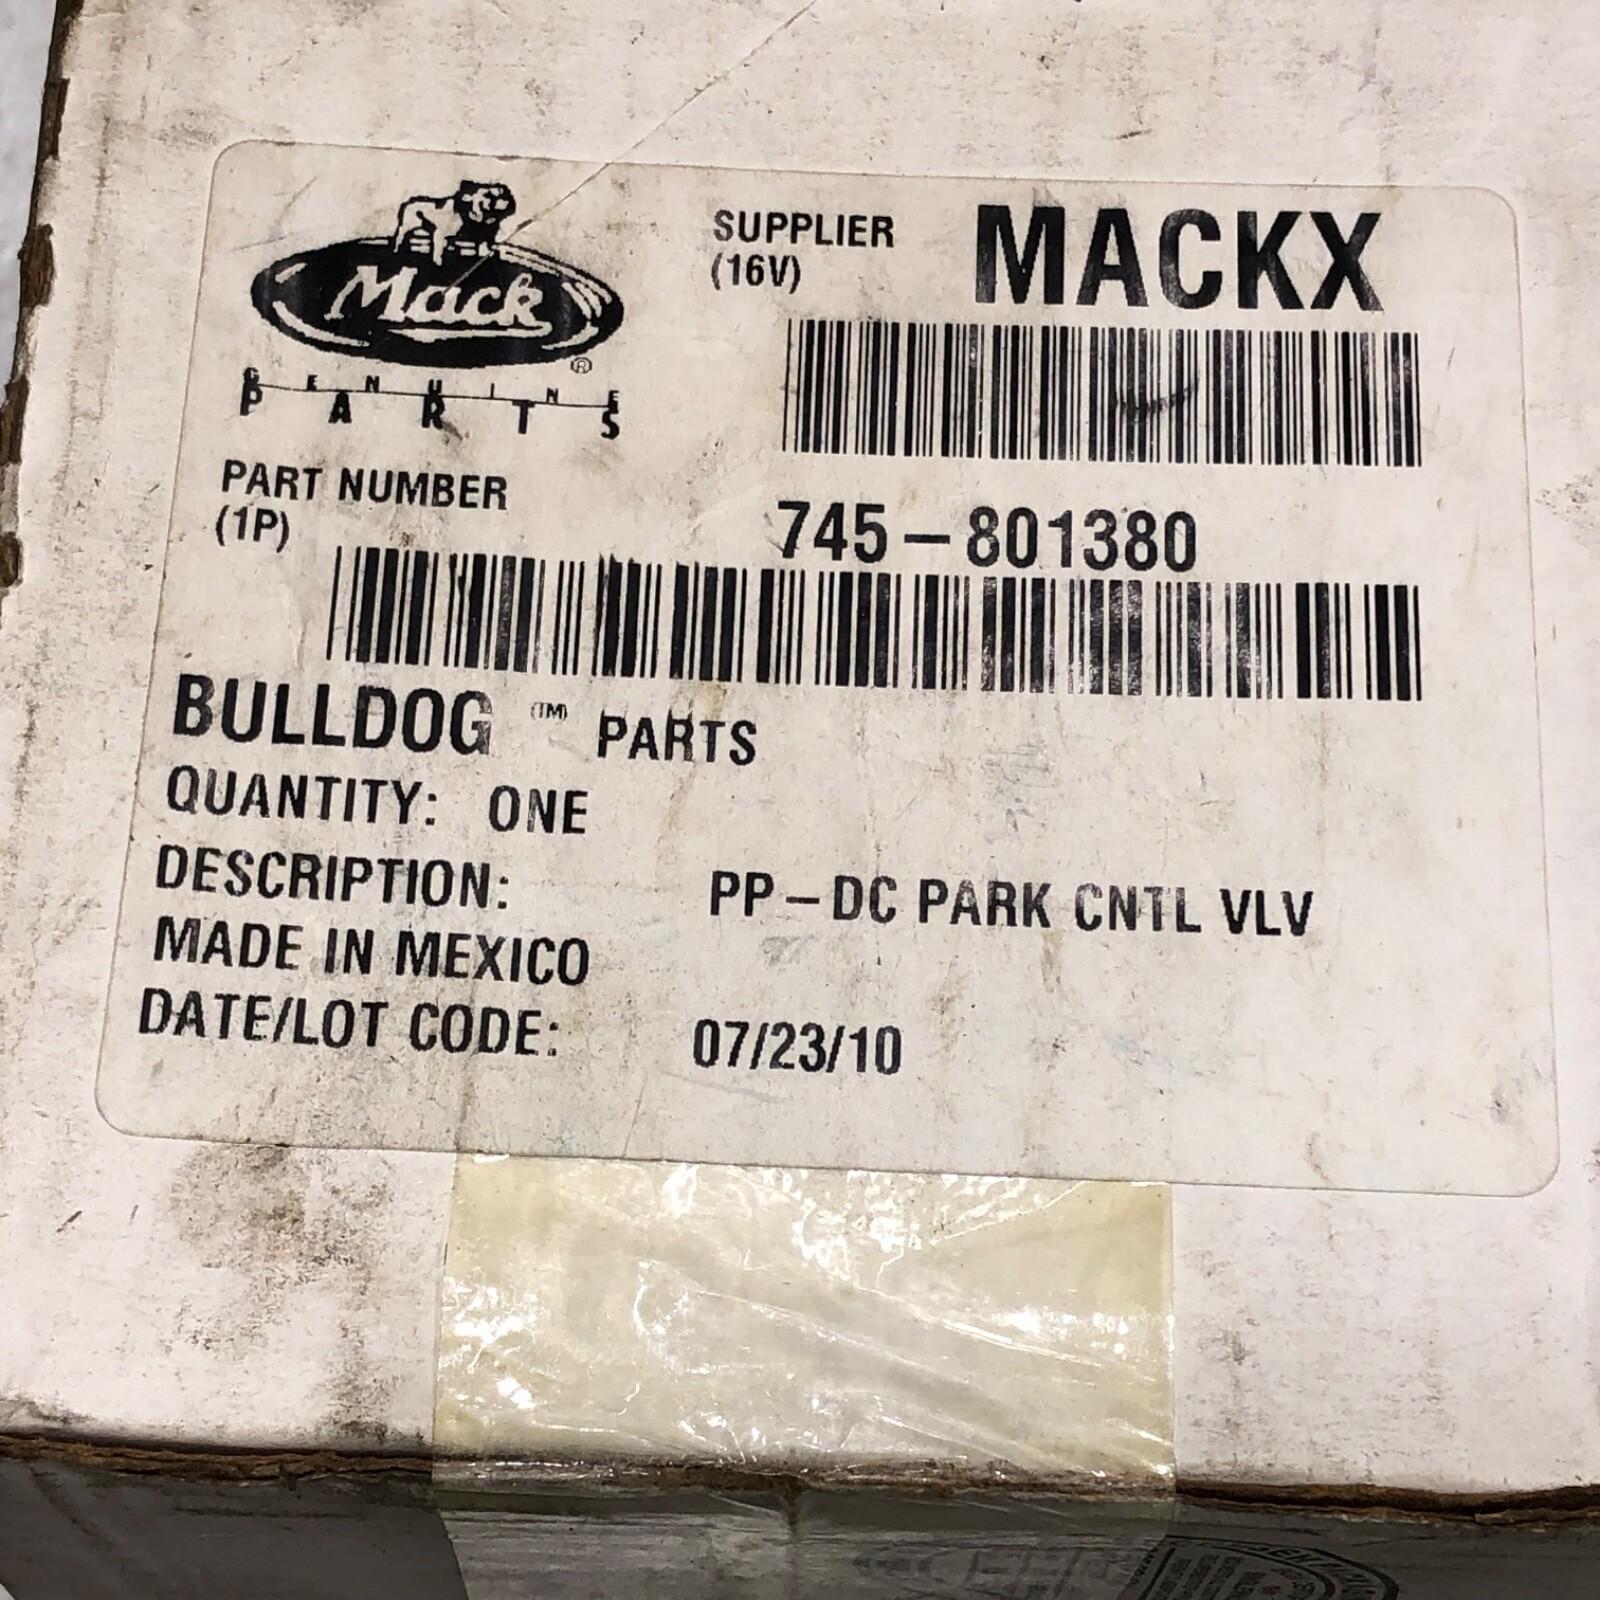 Mack ®
GENUINE
PARTS
SUPPLIER
(16V)
MACKX
PART NUMBER
(1P)
745-801380
BULLDOG (TM) PARTS
QUANTITY: ONE
DESCRIPTION: PP-DC PARK CNTL VLV
MADE IN MEXICO
DATE/LOT CODE: 07/23/10